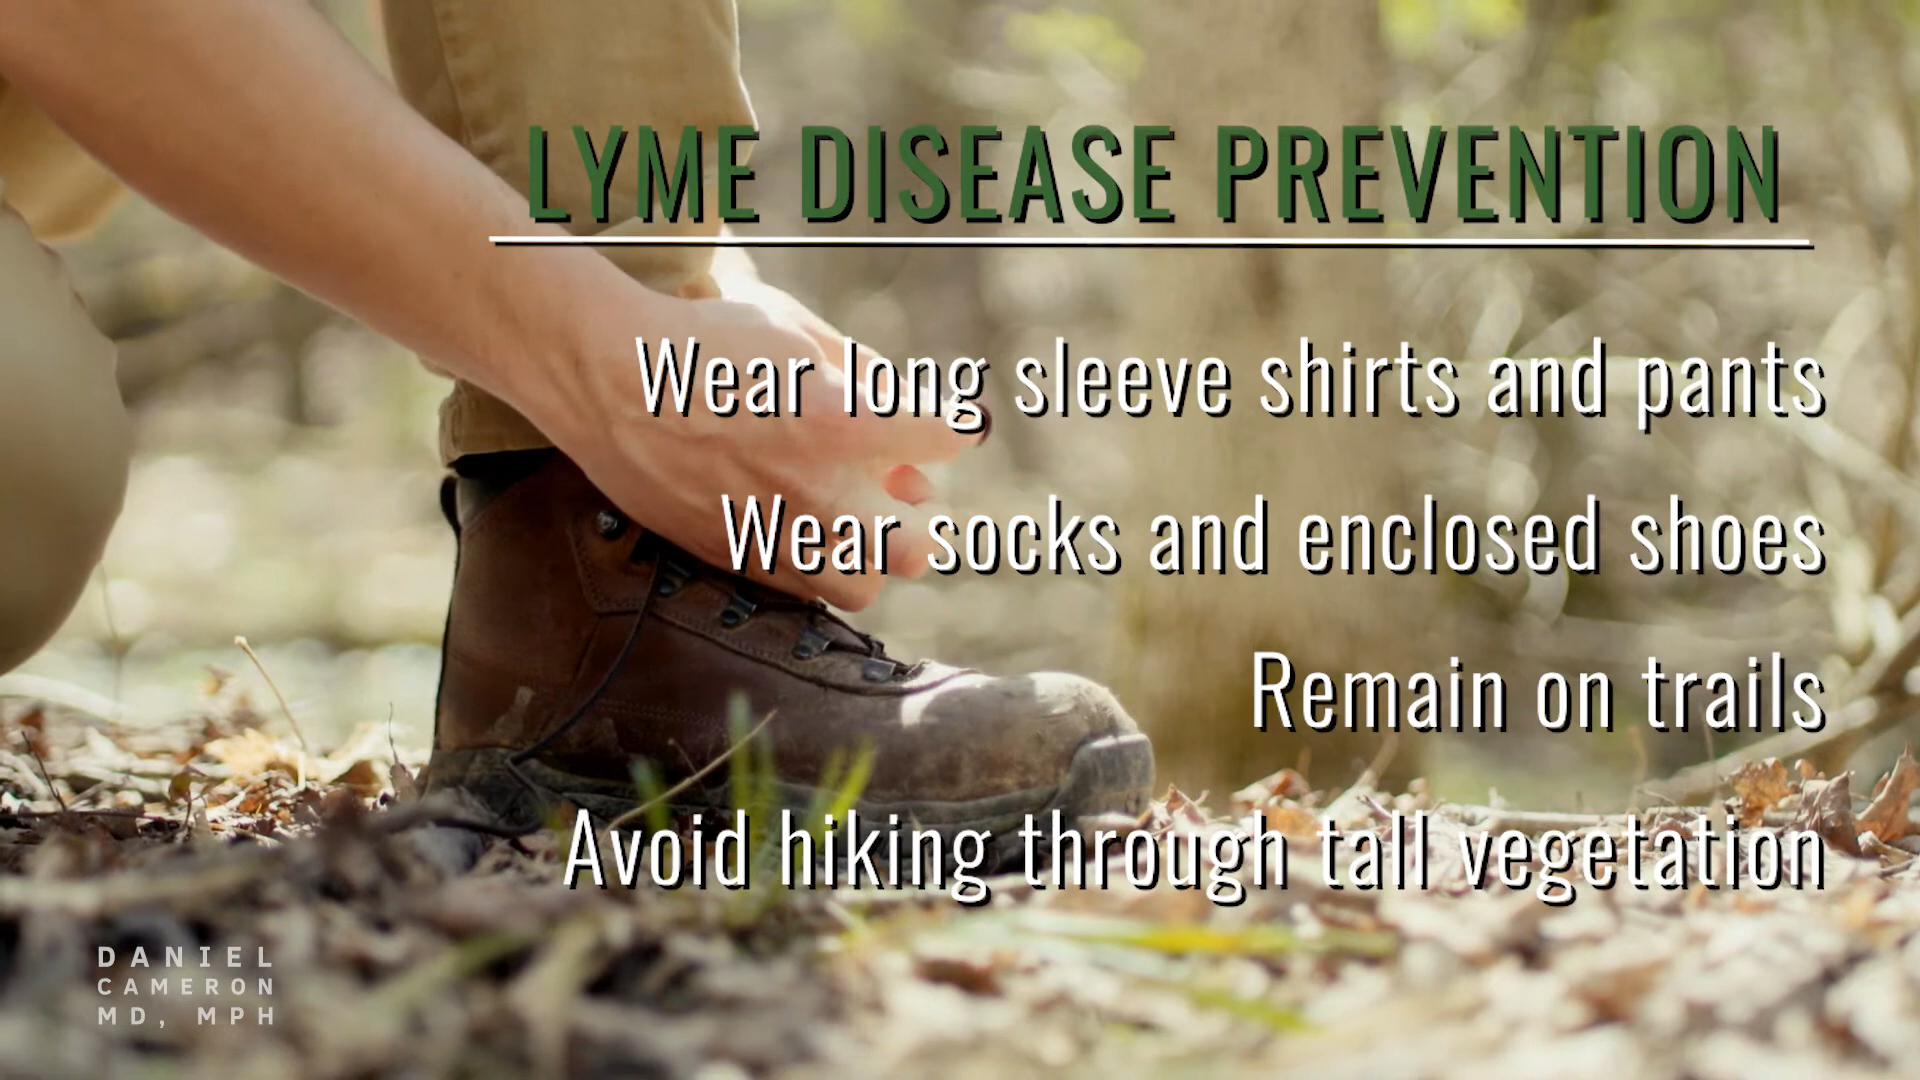 LYME DISEASE PREVENTION
Wear long sleeve shirts and pants
Wear socks and enclosed shoes
Remain on trails
Avoid hiking through tall vegetation
DANIEL
CAMERON
MD, MPH